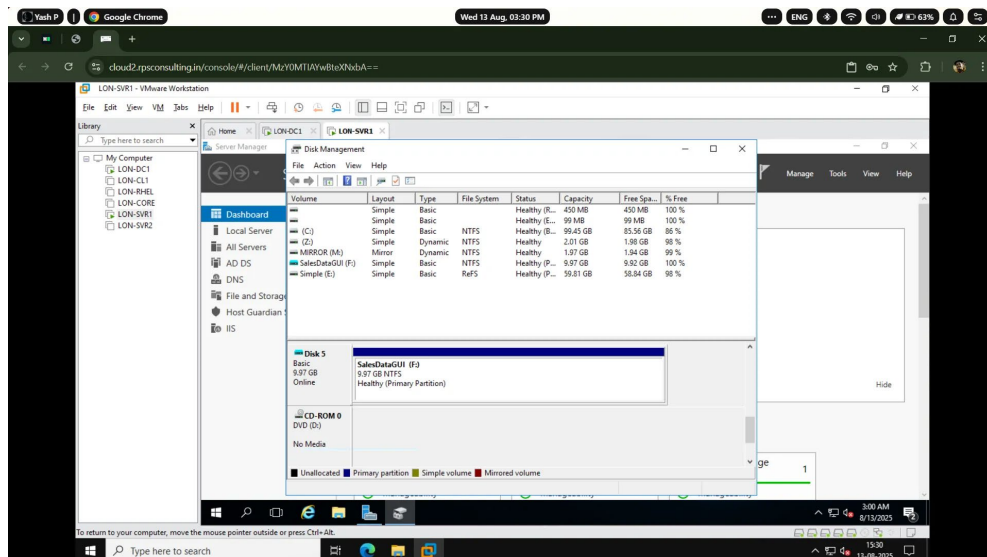 Yash P
Google Chrome
Wed 13 Aug, 03:30 PM
ENG
63%
cloud2.rpsconsulting.in/console/#/client/MzY0MTIAYwBteXNxbA==
LON-SVR1 - VMware Workstation
File Edit View VM Tabs Help
Library
Type here to search
Home
LON-DC1
LON-SVR1
My Computer
LON-DC1
LON-CL1
LON-RHEL
LON-CORE
LON-SVR1
LON-SVR2
Server Manager
Manage Tools View Help
Dashboard
Local Server
All Servers
AD DS
DNS
File and Storage
Host Guardian S
IIS
Disk Management
File Action View Help
Volume Layout Type File System Status Capacity Free Spa... % Free
Simple Basic Healthy (R... 450 MB 450 MB 100 %
Simple Basic Healthy (E... 99 MB 99 MB 100 %
(C:) Simple Basic NTFS Healthy (B... 99.45 GB 85.56 GB 86 %
(Z:) Simple Dynamic NTFS Healthy 2.01 GB 1.98 GB 98 %
MIRROR (M:) Mirror Dynamic NTFS Healthy 1.97 GB 1.94 GB 99 %
SalesDataGUI (F:) Simple Basic NTFS Healthy (P... 9.97 GB 9.92 GB 100 %
Simple (E:) Simple Basic ReFS Healthy (P... 59.81 GB 58.84 GB 98 %
Disk 5
Basic
9.97 GB
Online
SalesDataGUI (F:)
9.97 GB NTFS
Healthy (Primary Partition)
CD-ROM 0
DVD (D:)
No Media
Unallocated Primary partition Simple volume Mirrored volume
Hide
ge
1
3:00 AM
8/13/2025
To return to your computer, move the mouse pointer outside or press Ctrl+Alt.
Type here to search
15:30
13-08-2025